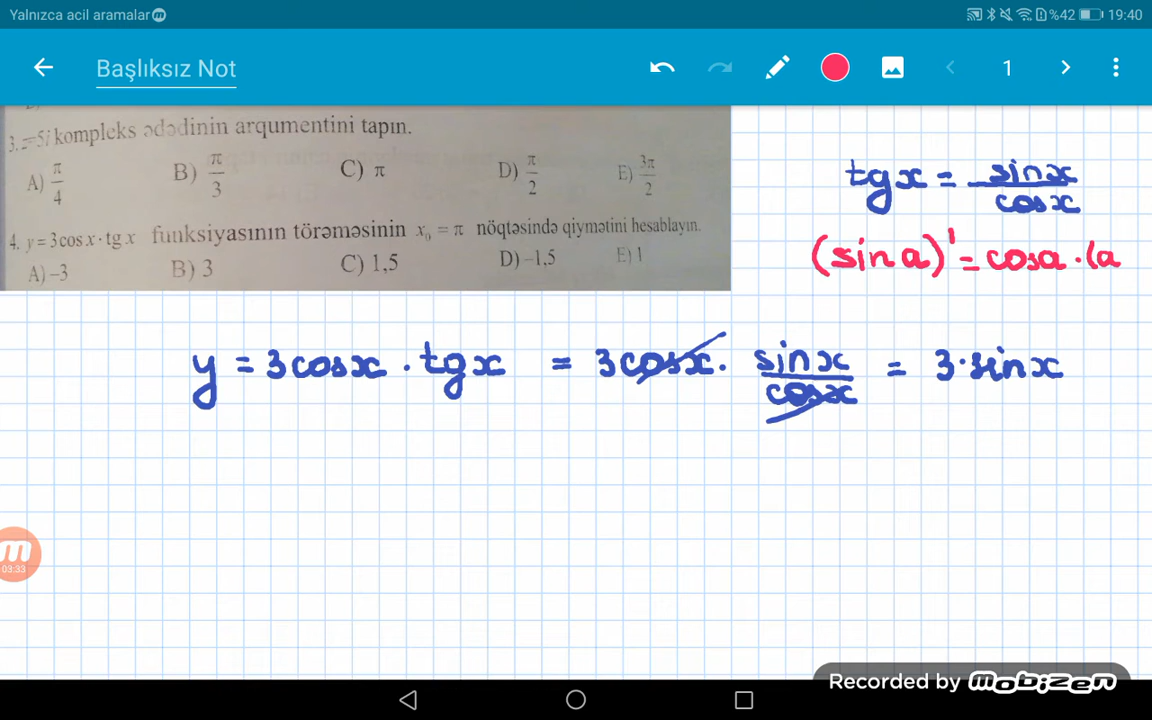 Yalnızca acil aramalar %42 19:40
Başlıksız Not 1
3. z=-5i kompleks ədədinin arqumentini tapın.
A) π/4 B) π/3 C) π D) π/2 E) 3π/2
4. y = 3cos x · tg x funksiyasının törəməsinin x₀ = π nöqtəsində qiymətini hesablayın.
A) -3 B) 3 C) 1,5 D) -1,5 E) 1
tgx = sinx/cosx
(sin a)' = cosa · (a
y = 3cosx · tgx = 3cosx · sinx/cosx = 3·sinx
03:33
Recorded by mobizen